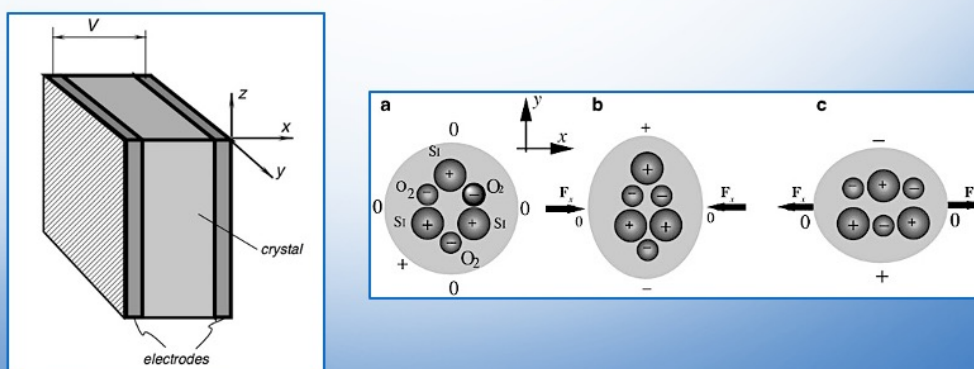 V
z
x
y
crystal
electrodes
a
b
c
y
x
0
+
−
Si
+
O₂
−
−
O₂
+
−
−
−
+
−
0
Si
+
+
Si
0
Fₓ
0
+
+
0
Fₓ
Fₓ
0
+
−
+
0
Fₓ
−
O₂
−
+
0
−
+